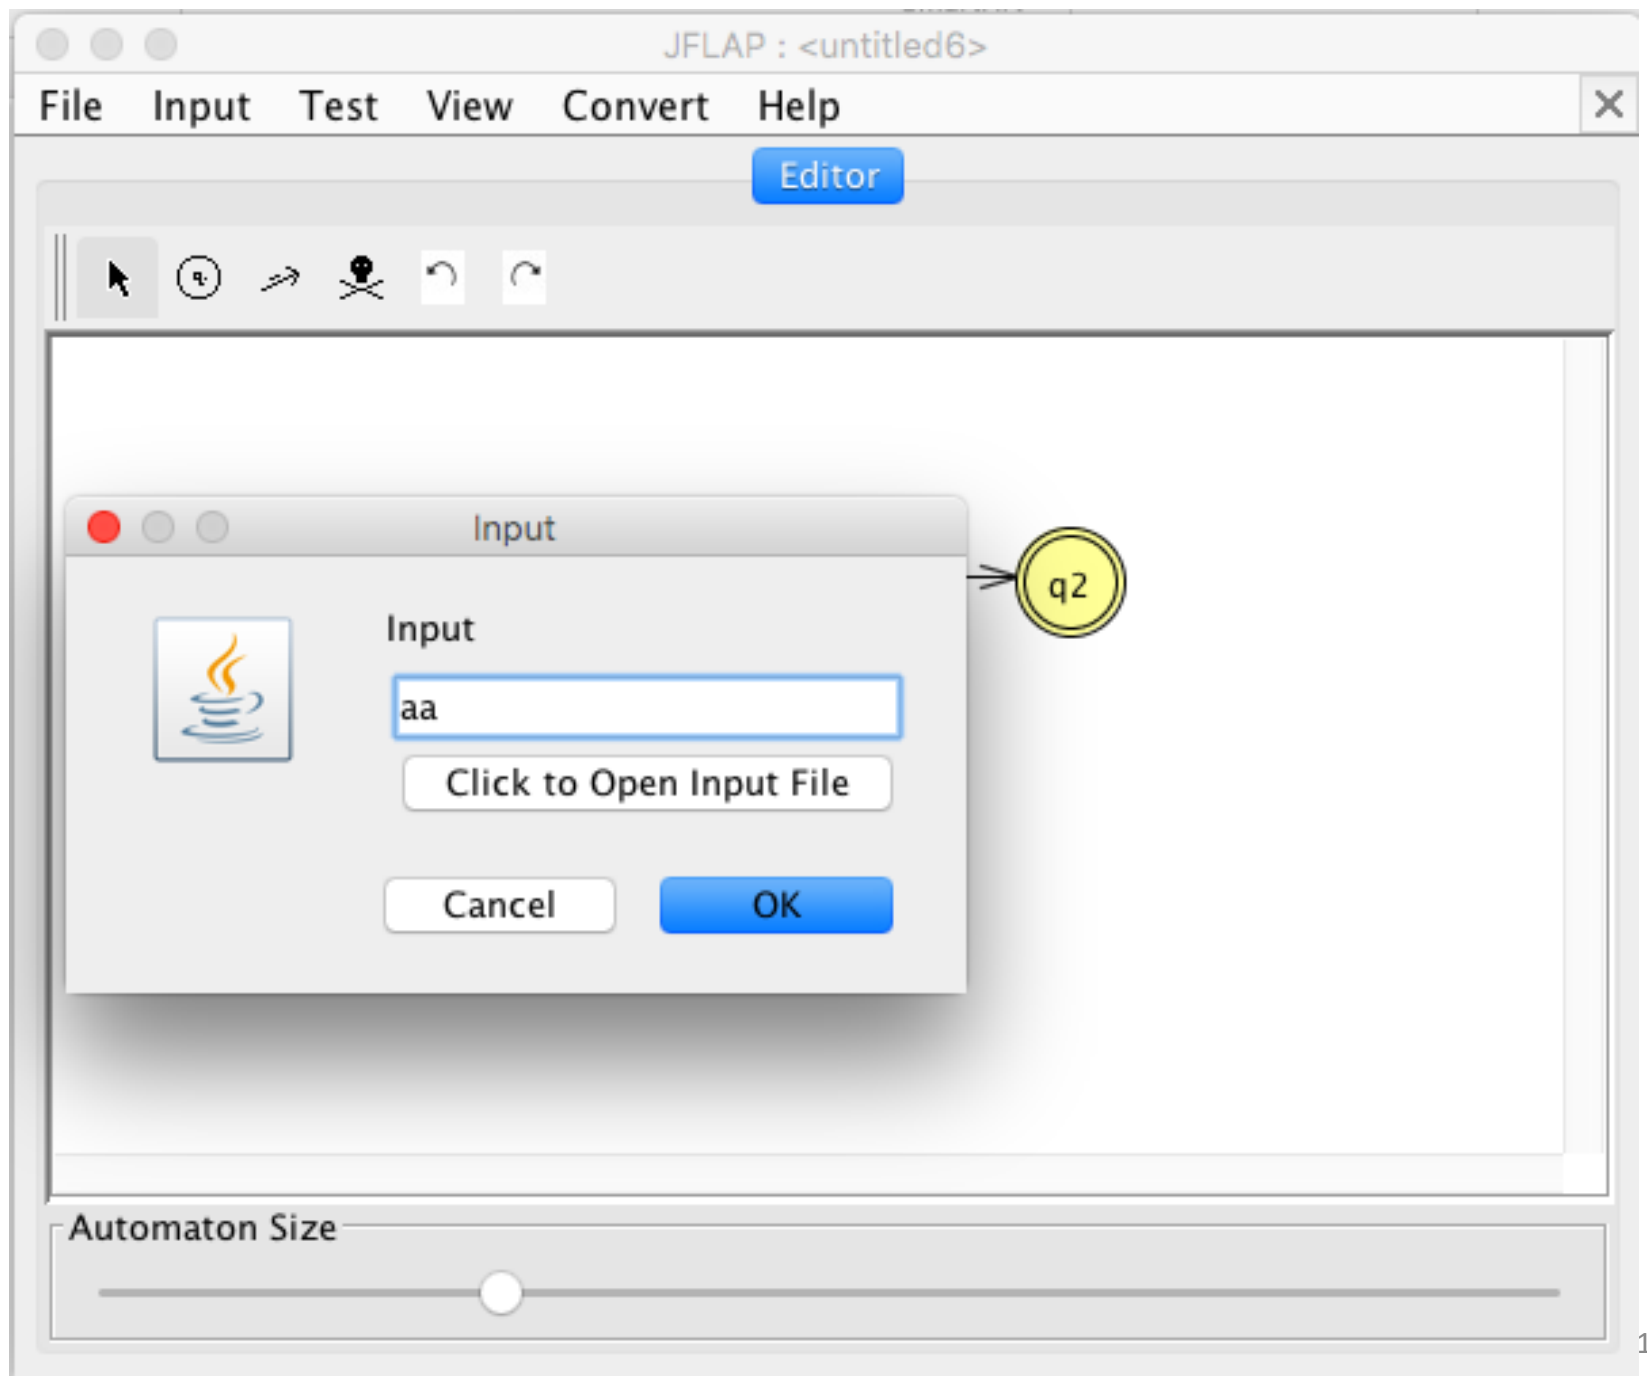 JFLAP : <untitled6>
File Input Test View Convert Help
Editor
q
Input
q2
Input
aa
Click to Open Input File
Cancel OK
Automaton Size
1